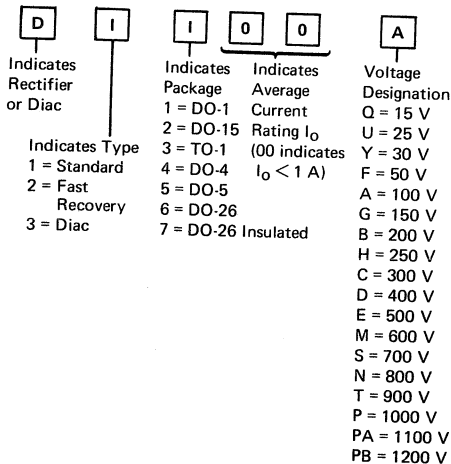 D I I 0 0 A
Indicates
Rectifier
or Diac
Indicates Type
1 = Standard
2 = Fast
Recovery
3 = Diac
Indicates
Package
1 = DO-1
2 = DO-15
3 = TO-1
4 = DO-4
5 = DO-5
6 = DO-26
7 = DO-26 Insulated
Indicates
Average
Current
Rating IO
(00 indicates
IO < 1 A)
Voltage
Designation
Q = 15 V
U = 25 V
Y = 30 V
F = 50 V
A = 100 V
G = 150 V
B = 200 V
H = 250 V
C = 300 V
D = 400 V
E = 500 V
M = 600 V
S = 700 V
N = 800 V
T = 900 V
P = 1000 V
PA = 1100 V
PB = 1200 V